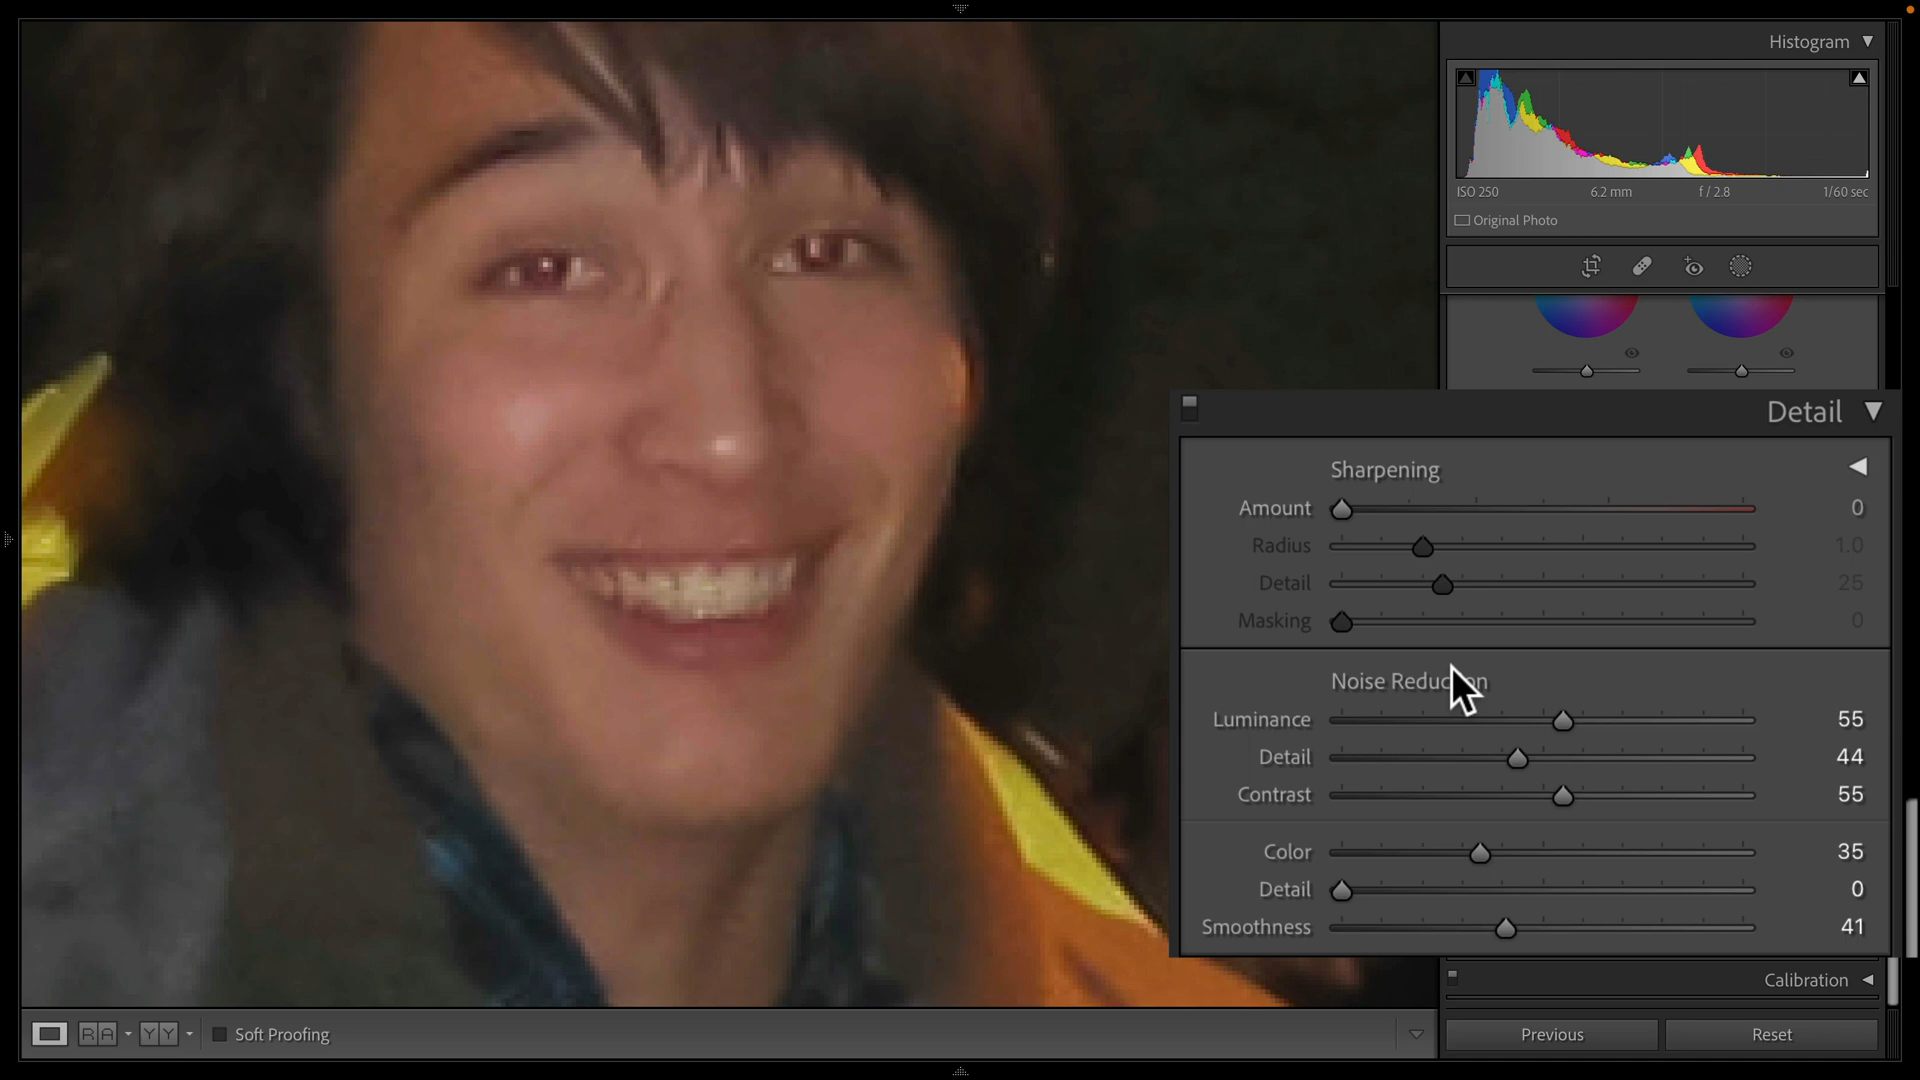 Histogram
ISO 250 6.2 mm f / 2.8 1/60 sec
Original Photo
Detail
Sharpening
Amount 0
Radius 1.0
Detail 25
Masking 0
Noise Reduction
Luminance 55
Detail 44
Contrast 55
Color 35
Detail 0
Smoothness 41
Calibration
R A Y Y Soft Proofing
Previous Reset